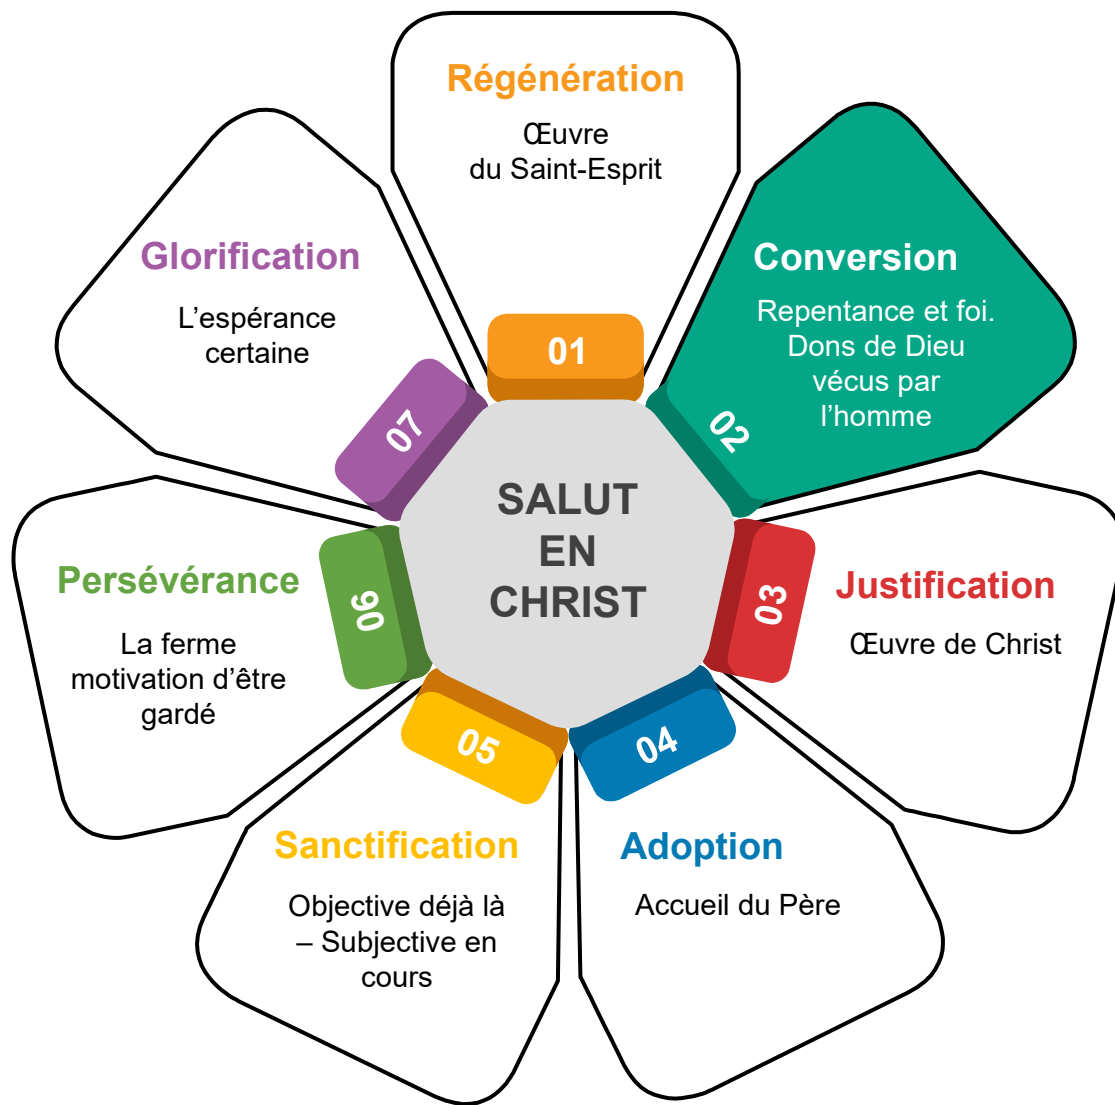 Régénération
Œuvre
du Saint-Esprit
01
Conversion
Repentance et foi.
Dons de Dieu
vécus par
l’homme
02
Justification
Œuvre de Christ
03
Adoption
Accueil du Père
04
Sanctification
Objective déjà là
– Subjective en
cours
05
Persévérance
La ferme
motivation d’être
gardé
06
Glorification
L’espérance
certaine
07
SALUT
EN
CHRIST